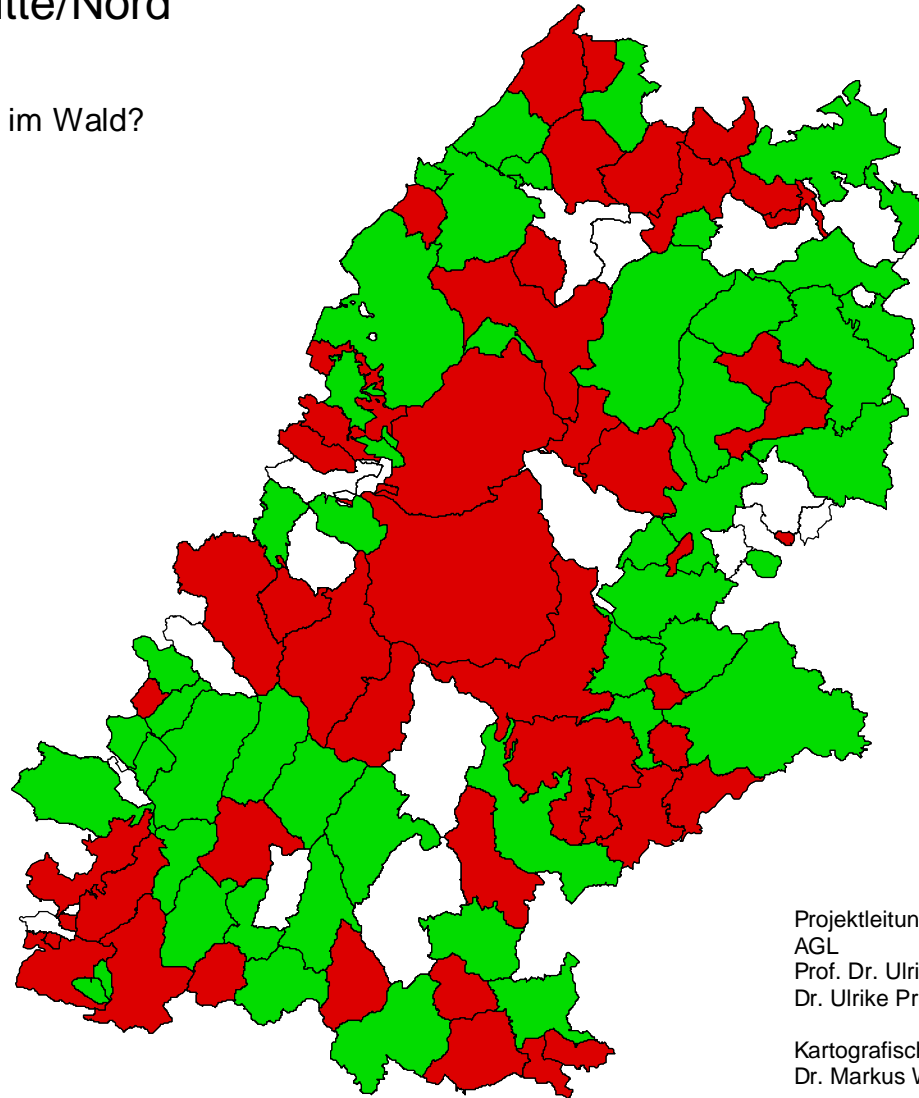 itte/Nord
im Wald?
Projektleitun
AGL
Prof. Dr. Ulri
Dr. Ulrike Pr
Kartografisch
Dr. Markus W